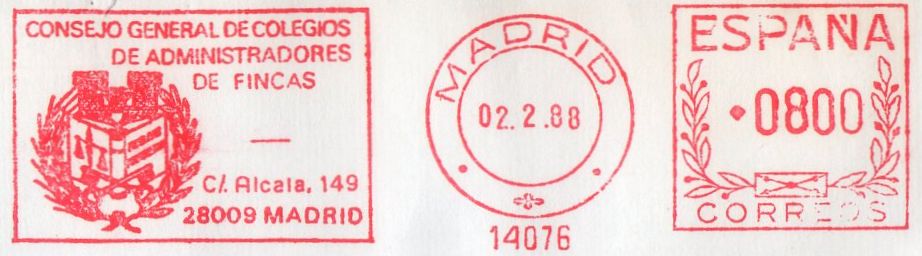 CONSEJO GENERAL DE COLEGIOS
DE ADMINISTRADORES
DE FINCAS
C/. Alcala, 149
28009 MADRID
MADRID
02.2.88
14076
ESPAÑA
0800
CORREOS